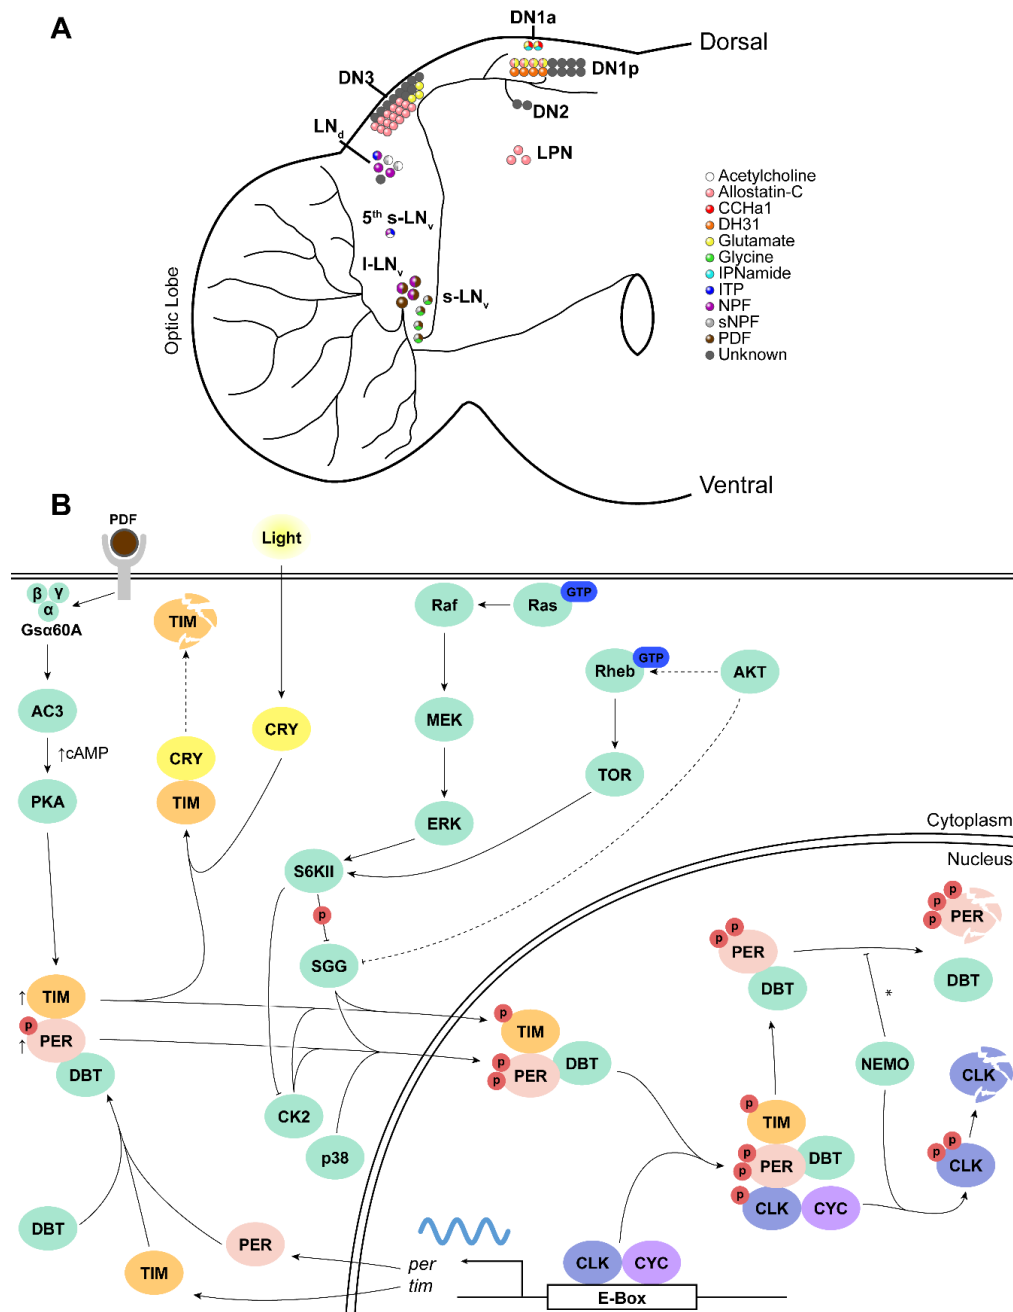 A
DN1a
Dorsal
DN3
DN1p
DN2
LNd
LPN
Acetylcholine
Allostatin-C
CCHa1
DH31
Glutamate
Glycine
IPNamide
ITP
NPF
sNPF
PDF
Unknown
5th s-LNv
l-LNv
s-LNv
Optic Lobe
Ventral
B
PDF
Light
β γ
α
Gsα60A
TIM
Raf
Ras
GTP
Rheb
GTP
AKT
AC3
MEK
CRY
↑cAMP
CRY
TIM
TOR
PKA
ERK
Cytoplasm
Nucleus
S6KII
P
SGG
P
P
PER
DBT
P
P
P
PER
DBT
*
↑ TIM
P
↑ PER
DBT
P
TIM
P
P
PER
DBT
NEMO
CLK
CK2
p38
P
TIM
P
P
PER
DBT
P
CLK
CYC
P
P
CLK
DBT
TIM
PER
per
tim
CLK
CYC
E-Box